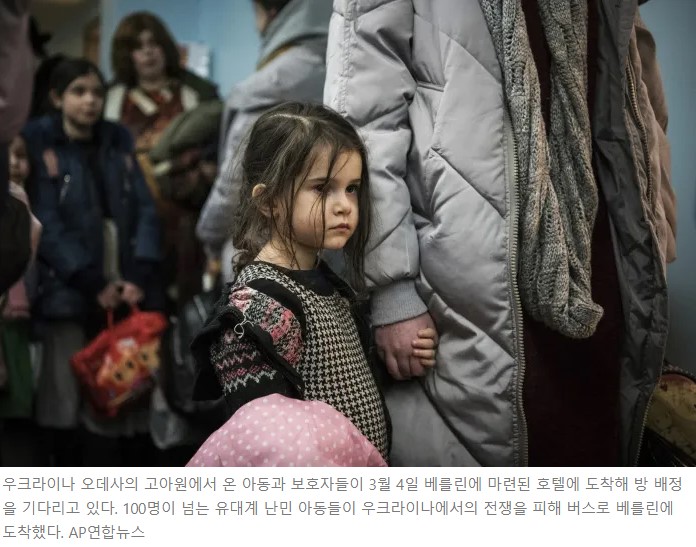 우크라이나 오데사의 고아원에서 온 아동과 보호자들이 3월 4일 베를린에 마련된 호텔에 도착해 방 배정
을 기다리고 있다. 100명이 넘는 유대계 난민 아동들이 우크라이나에서의 전쟁을 피해 버스로 베를린에
도착했다. AP연합뉴스